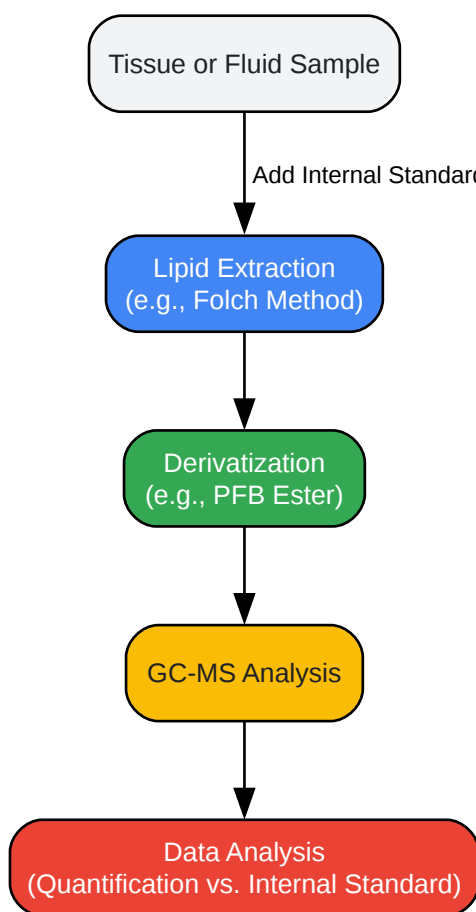 Tissue or Fluid Sample
Add Internal Standard
Lipid Extraction
(e.g., Folch Method)
Derivatization
(e.g., PFB Ester)
GC-MS Analysis
Data Analysis
(Quantification vs. Internal Standard)